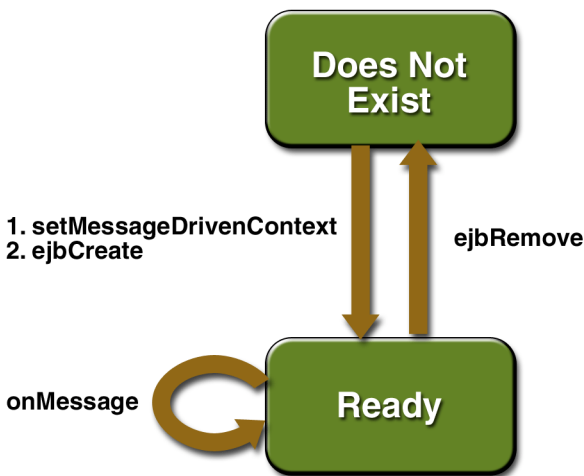 Does Not
Exist
1. setMessageDrivenContext
2. ejbCreate
ejbRemove
onMessage
Ready